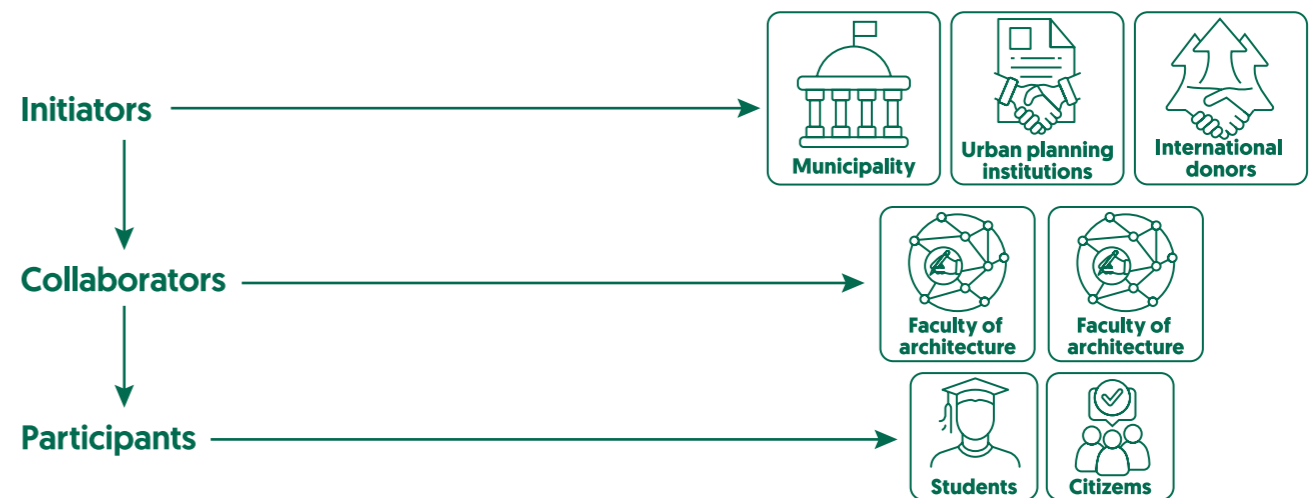 Initiators
Municipality
Urban planning
institutions
International
donors
Collaborators
Faculty of
architecture
Faculty of
architecture
Participants
Students
Citizems